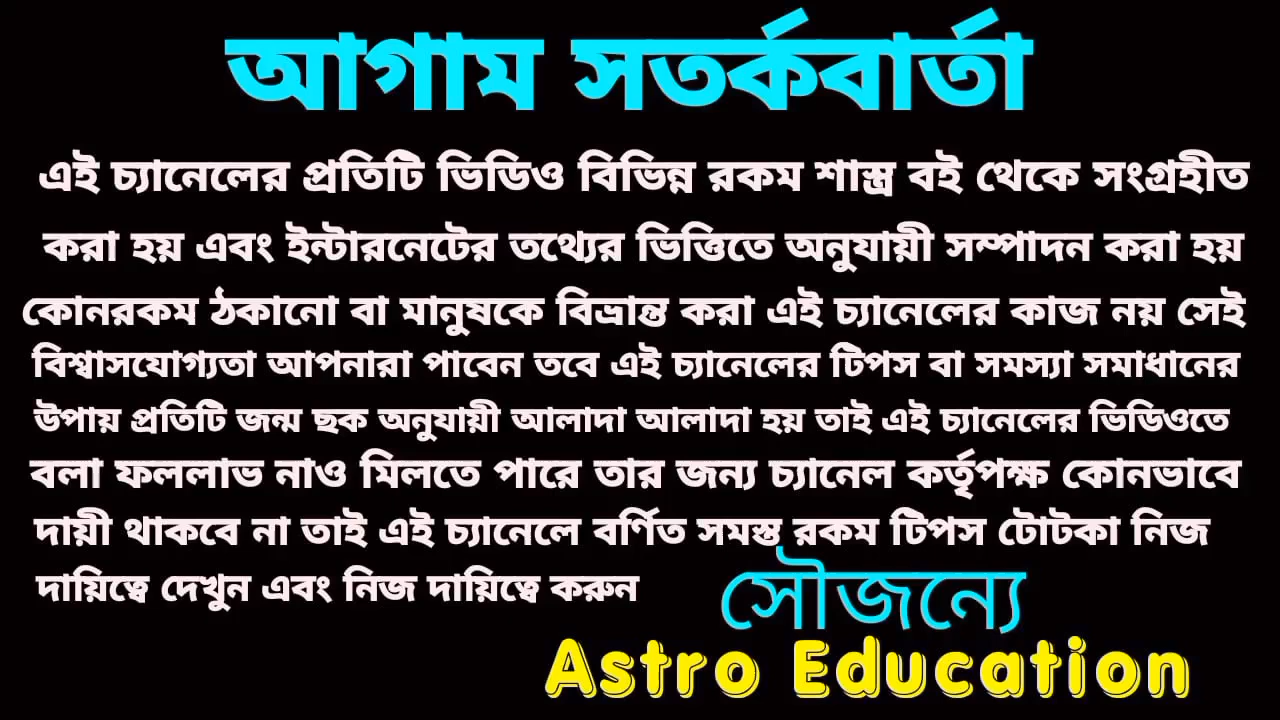 আগাম সতর্কবার্তা
এই চ্যানেলের প্রতিটি ভিডিও বিভিন্ন রকম শাস্ত্র বই থেকে সংগ্রহীত
করা হয় এবং ইন্টারনেটের তথ্যের ভিত্তিতে অনুযায়ী সম্পাদন করা হয়
কোনরকম ঠকানো বা মানুষকে বিভ্রান্ত করা এই চ্যানেলের কাজ নয় সেই
বিশ্বাসযোগ্যতা আপনারা পাবেন তবে এই চ্যানেলের টিপস বা সমস্যা সমাধানের
উপায় প্রতিটি জন্ম ছক অনুযায়ী আলাদা আলাদা হয় তাই এই চ্যানেলের ভিডিওতে
বলা ফললাভ নাও মিলতে পারে তার জন্য চ্যানেল কর্তৃপক্ষ কোনভাবে
দায়ী থাকবে না তাই এই চ্যানেলে বর্ণিত সমস্ত রকম টিপস টোটকা নিজ
দায়িত্বে দেখুন এবং নিজ দায়িত্বে করুন
সৌজন্যে
Astro Education